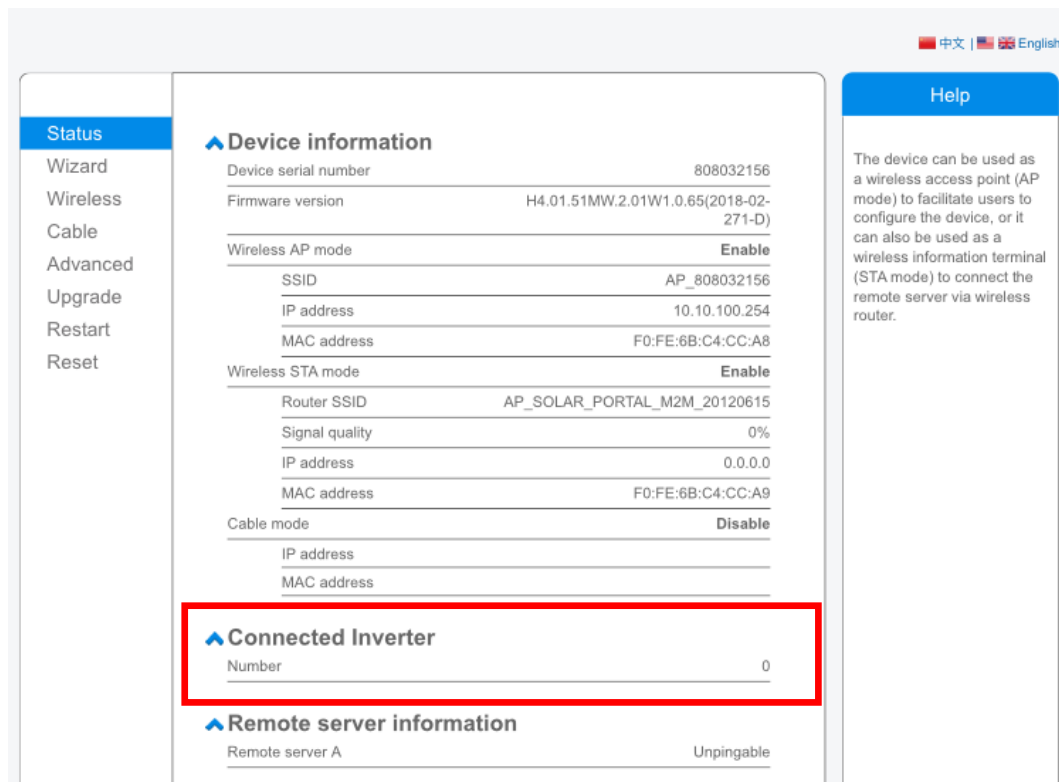 中文 | English
Help
Status
Wizard
Wireless
Cable
Advanced
Upgrade
Restart
Reset
Device information
Device serial number 808032156
Firmware version H4.01.51MW.2.01W1.0.65(2018-02-
271-D)
Wireless AP mode Enable
SSID AP_808032156
IP address 10.10.100.254
MAC address F0:FE:6B:C4:CC:A8
Wireless STA mode Enable
Router SSID AP_SOLAR_PORTAL_M2M_20120615
Signal quality 0%
IP address 0.0.0.0
MAC address F0:FE:6B:C4:CC:A9
Cable mode Disable
IP address
MAC address
Connected Inverter
Number 0
Remote server information
Remote server A Unpingable
The device can be used as
a wireless access point (AP
mode) to facilitate users to
configure the device, or it
can also be used as a
wireless information terminal
(STA mode) to connect the
remote server via wireless
router.